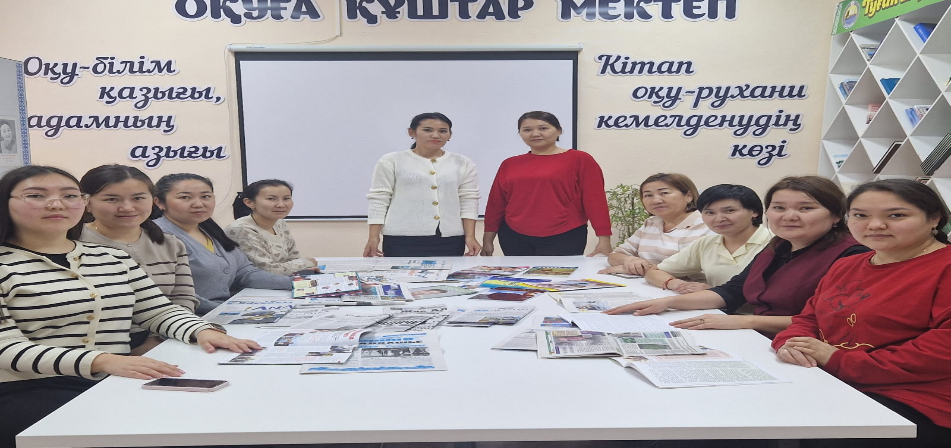 ОҚУҒА ҚҰШТАР МЕКТЕП
Оқу-білім
қазығы,
адамның
азығы
Кітап
оқу-рухани
кемелденудің
көзі